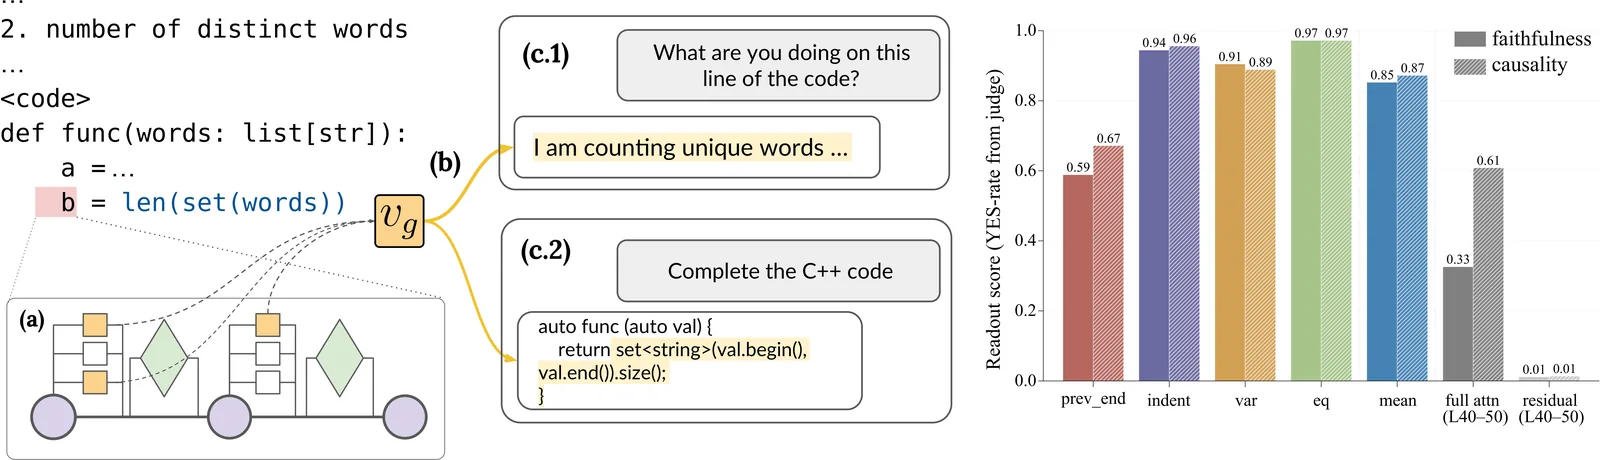 ...
2. number of distinct words
...
<code>
def func(words: list[str]):
a = ...
b = len(set(words))
(a)
(b)
v_g
(c.1)
What are you doing on this
line of the code?
I am counting unique words ...
(c.2)
Complete the C++ code
auto func (auto val) {
return set<string>(val.begin(),
val.end()).size();
}
Readout score (YES-rate from judge)
1.0
0.8
0.6
0.4
0.2
0.0
faithfulness
causality
0.59 0.67
0.94 0.96
0.91 0.89
0.97 0.97
0.85 0.87
0.33 0.61
0.01 0.01
prev_end
indent
var
eq
mean
full attn
(L40–50)
residual
(L40–50)